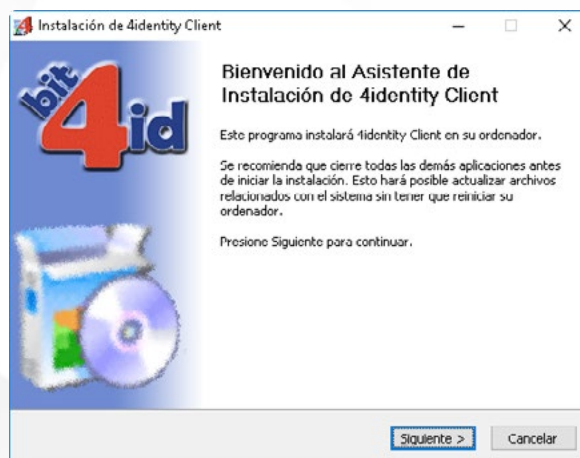 Instalación de 4identity Client
bit
4id
Bienvenido al Asistente de
Instalación de 4identity Client
Este programa instalará 4identity Client en su ordenador.
Se recomienda que cierre todas las demás aplicaciones antes
de iniciar la instalación. Esto hará posible actualizar archivos
relacionados con el sistema sin tener que reiniciar su
ordenador.
Presione Siguiente para continuar.
Siguiente >
Cancelar